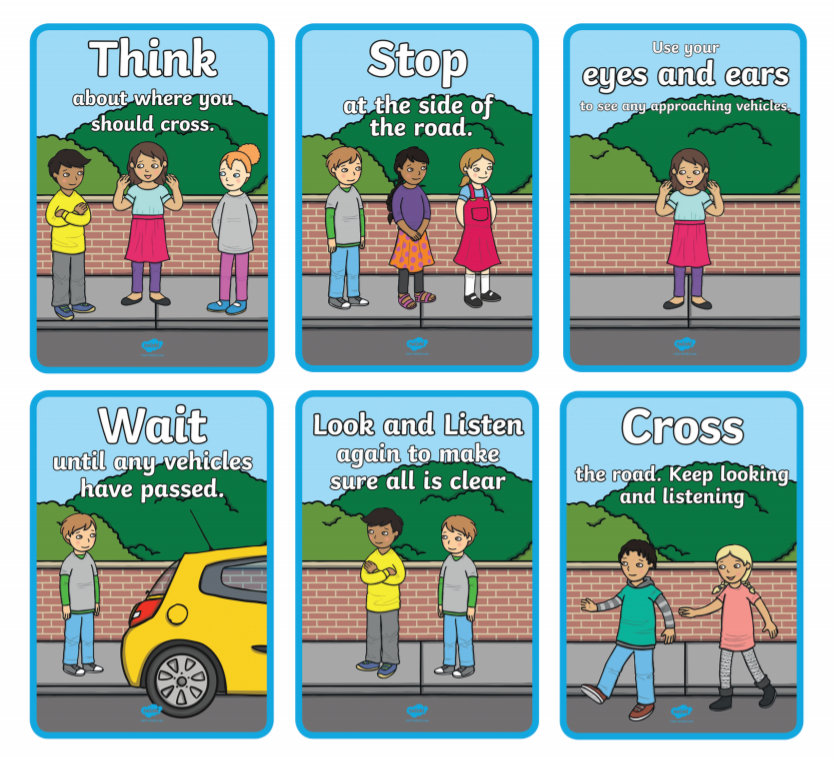 Think
about where you
should cross.
Stop
at the side of
the road.
Use your
eyes and ears
to see any approaching vehicles.
Wait
until any vehicles
have passed.
Look and Listen
again to make
sure all is clear
Cross
the road. Keep looking
and listening